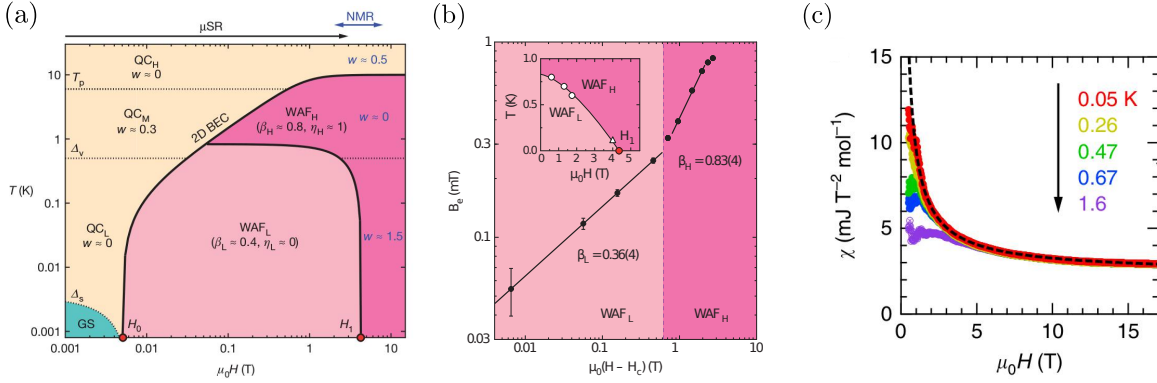 (a)
μSR
NMR
QC_H
w ≈ 0
w ≈ 0.5
T_p
QC_M
w ≈ 0.3
2D BEC
WAF_H
(β_H ≈ 0.8, η_H ≈ 1)
w ≈ 0
Δ_v
QC_L
w ≈ 0
WAF_L
(β_L ≈ 0.4, η_L ≈ 0)
w ≈ 1.5
Δ_s
GS
H_0
H_1
T (K)
10
1
0.1
0.01
0.001
0.001 0.01 0.1 1 10
μ_0H (T)
(b)
B_e (mT)
1
0.3
0.1
0.03
T (K)
1.0
0.5
0.0
WAF_H
WAF_L
H_1
0 1 2 3 4 5
μ_0H (T)
β_H = 0.83(4)
β_L = 0.36(4)
WAF_L WAF_H
0.01 0.1 1 10
μ_0(H − H_c) (T)
(c)
χ (mJ T⁻² mol⁻¹)
15
10
5
0
0.05 K
0.26
0.47
0.67
1.6
0 5 10 15
μ_0H (T)